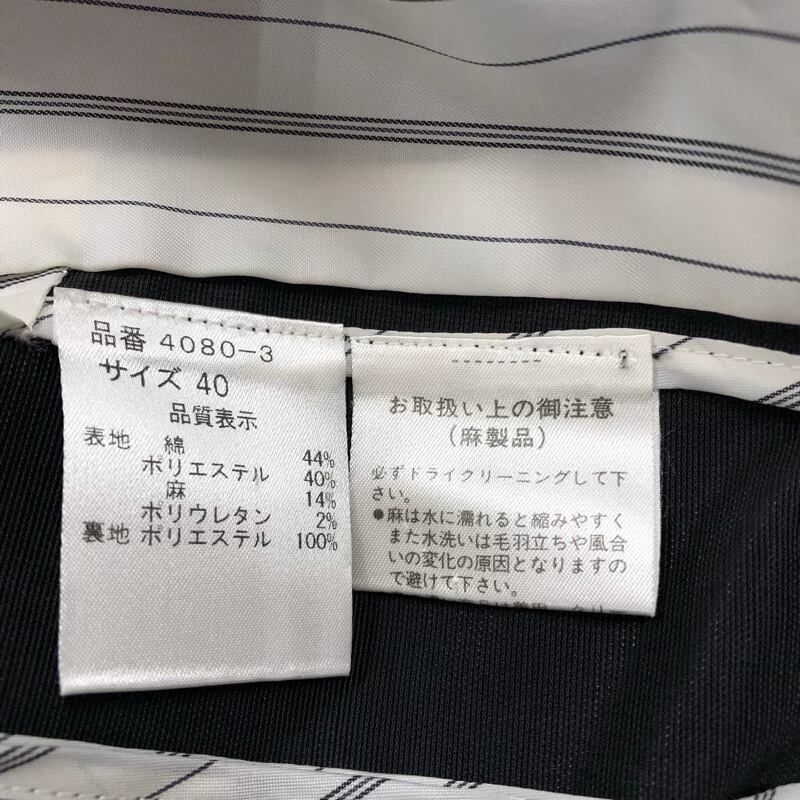 品番 4080-3
サイズ 40
品質表示
表地 綿 44%
ポリエステル 40%
麻 14%
ポリウレタン 2%
裏地 ポリエステル 100%
お取扱い上の御注意
(麻製品)
必ずドライクリーニングして下
さい。
●麻は水に濡れると縮みやすく
また水洗いは毛羽立ちや風合
いの変化の原因となりますの
で避けて下さい。